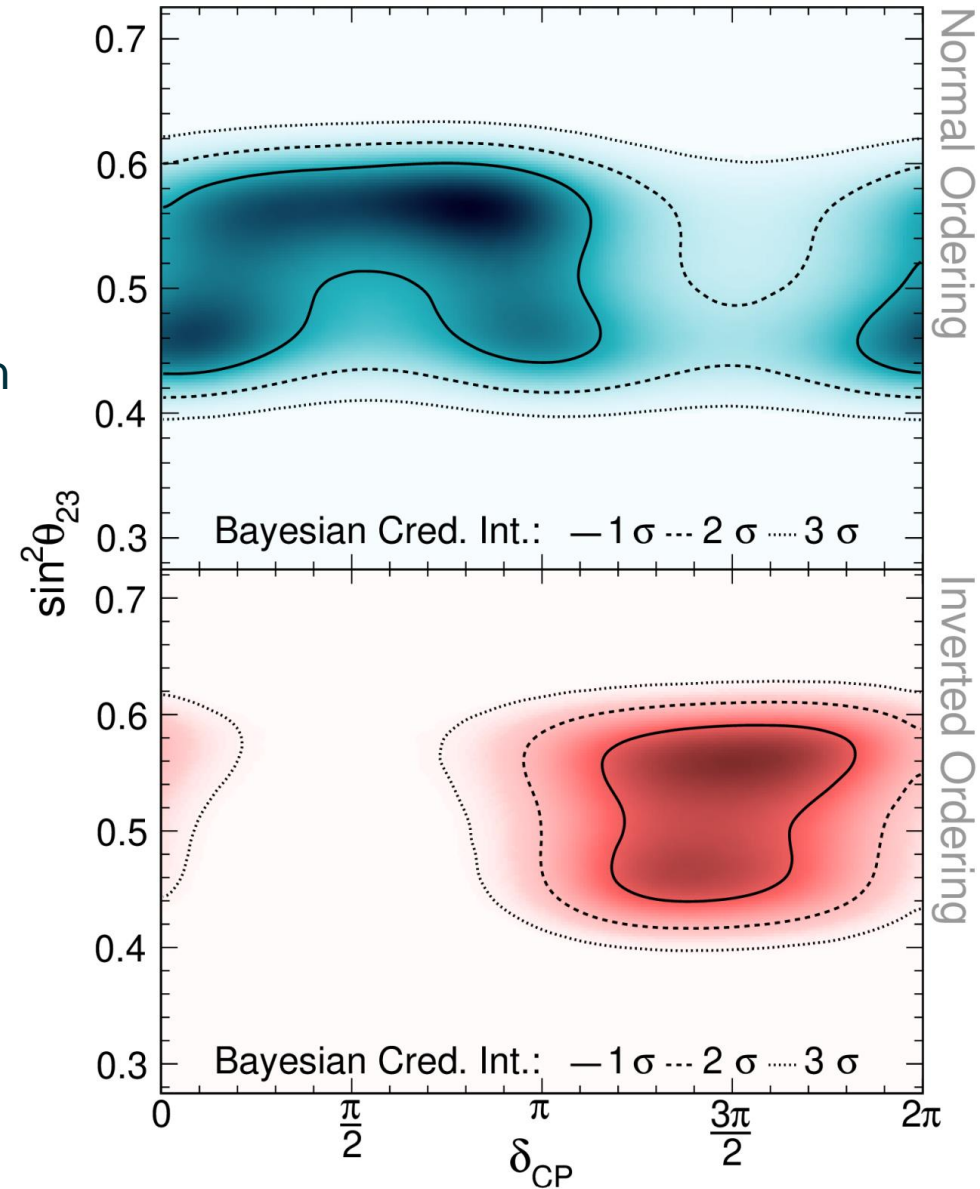 0.7
0.6
0.5
0.4
0.3
Bayesian Cred. Int.: 1 σ 2 σ 3 σ
Normal Ordering
n
sin²θ₂₃
0.7
0.6
0.5
0.4
0.3
Bayesian Cred. Int.: 1 σ 2 σ 3 σ
Inverted Ordering
0 π/2 π 3π/2 2π
δCP